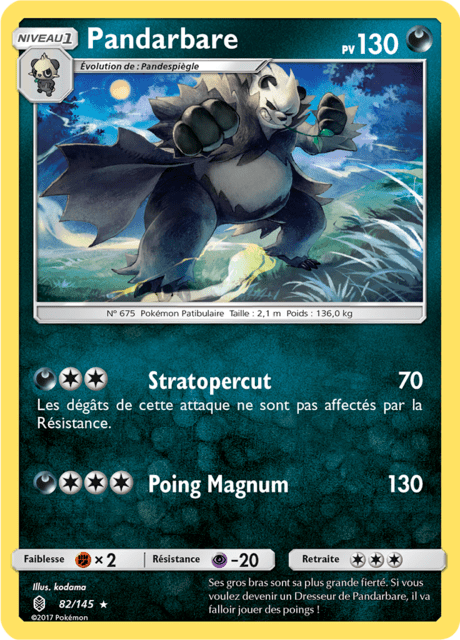 NIVEAU 1
Pandarbare
PV 130
Évolution de : Pandespiègle
N° 675 Pokémon Patibulaire Taille : 2,1 m Poids : 136,0 kg
Stratopercut 70
Les dégâts de cette attaque ne sont pas affectés par la
Résistance.
Poing Magnum 130
Faiblesse ×2 Résistance -20 Retraite
Illus. kodama
82/145 ★
©2017 Pokémon
Ses gros bras sont sa plus grande fierté. Si vous
voulez devenir un Dresseur de Pandarbare, il va
falloir jouer des poings !